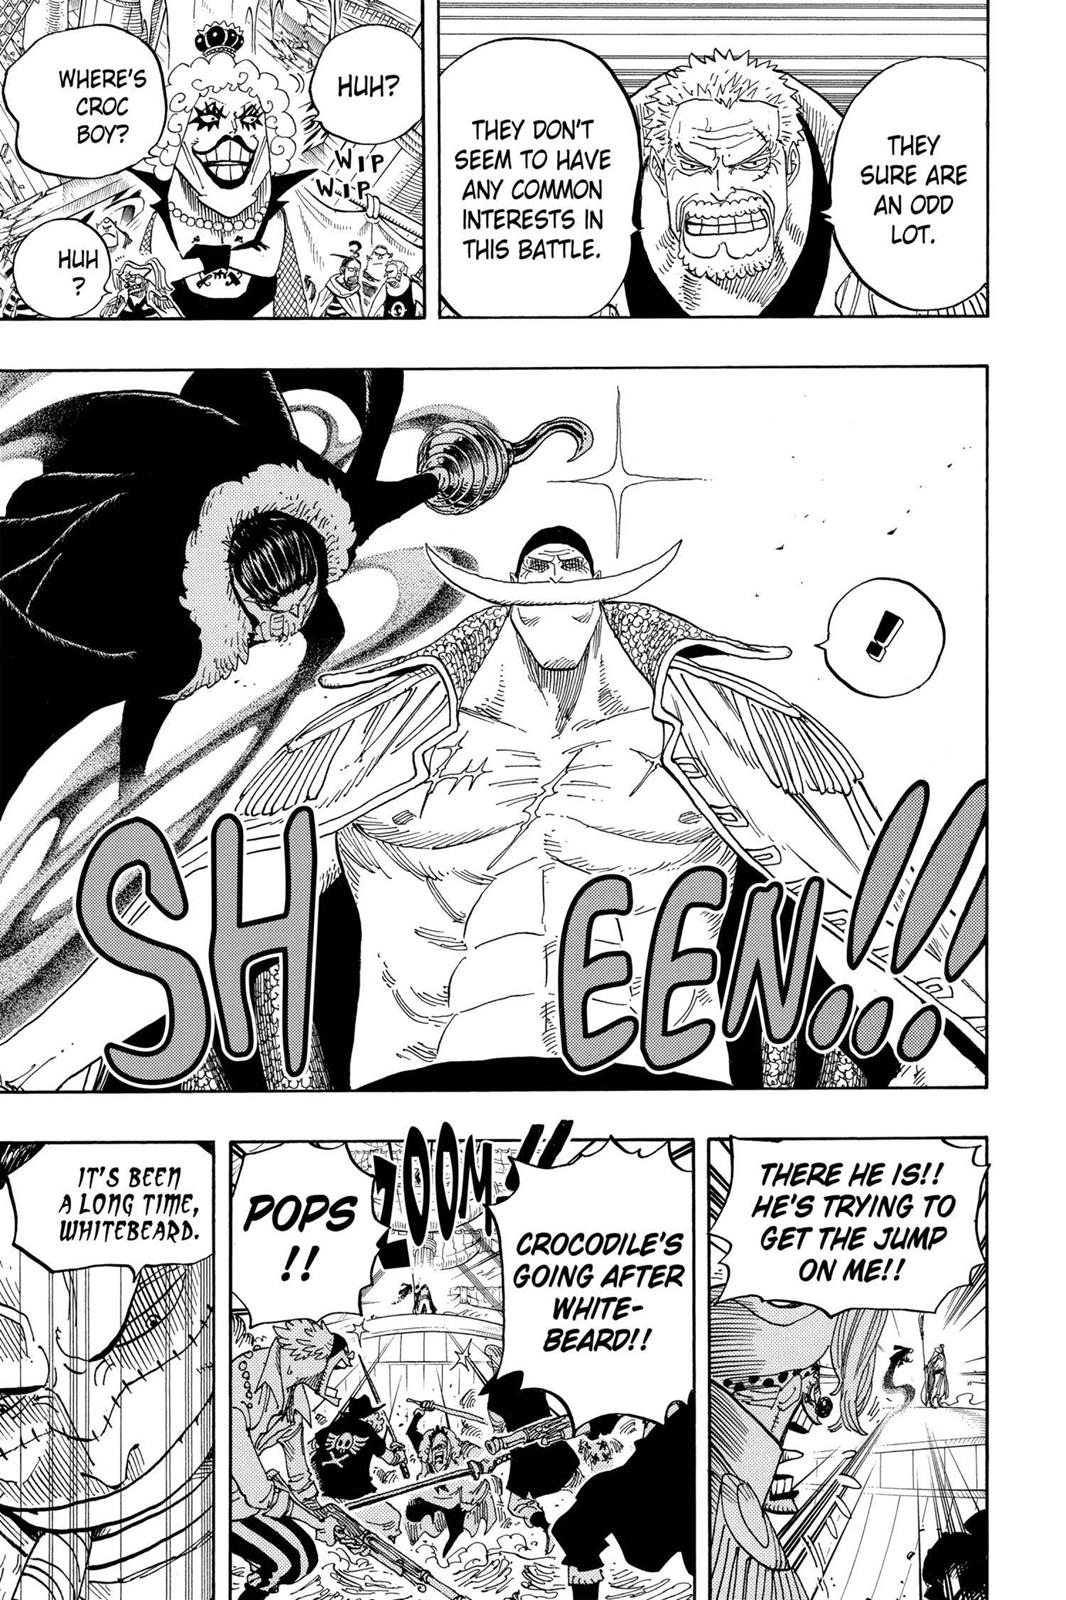 THEY
SURE ARE
AN ODD
LOT.
THEY DON'T
SEEM TO HAVE
ANY COMMON
INTERESTS IN
THIS BATTLE.
HUH?
WHERE'S
CROC
BOY?
WIP
WIP
HUH
?
?
!
SHEEN...!!!
THERE HE IS!!
HE'S TRYING TO
GET THE JUMP
ON ME!!
ZOOM!!
CROCODILE'S
GOING AFTER
WHITE-
BEARD!!
POPS
!!
IT'S BEEN
A LONG TIME,
WHITEBEARD.